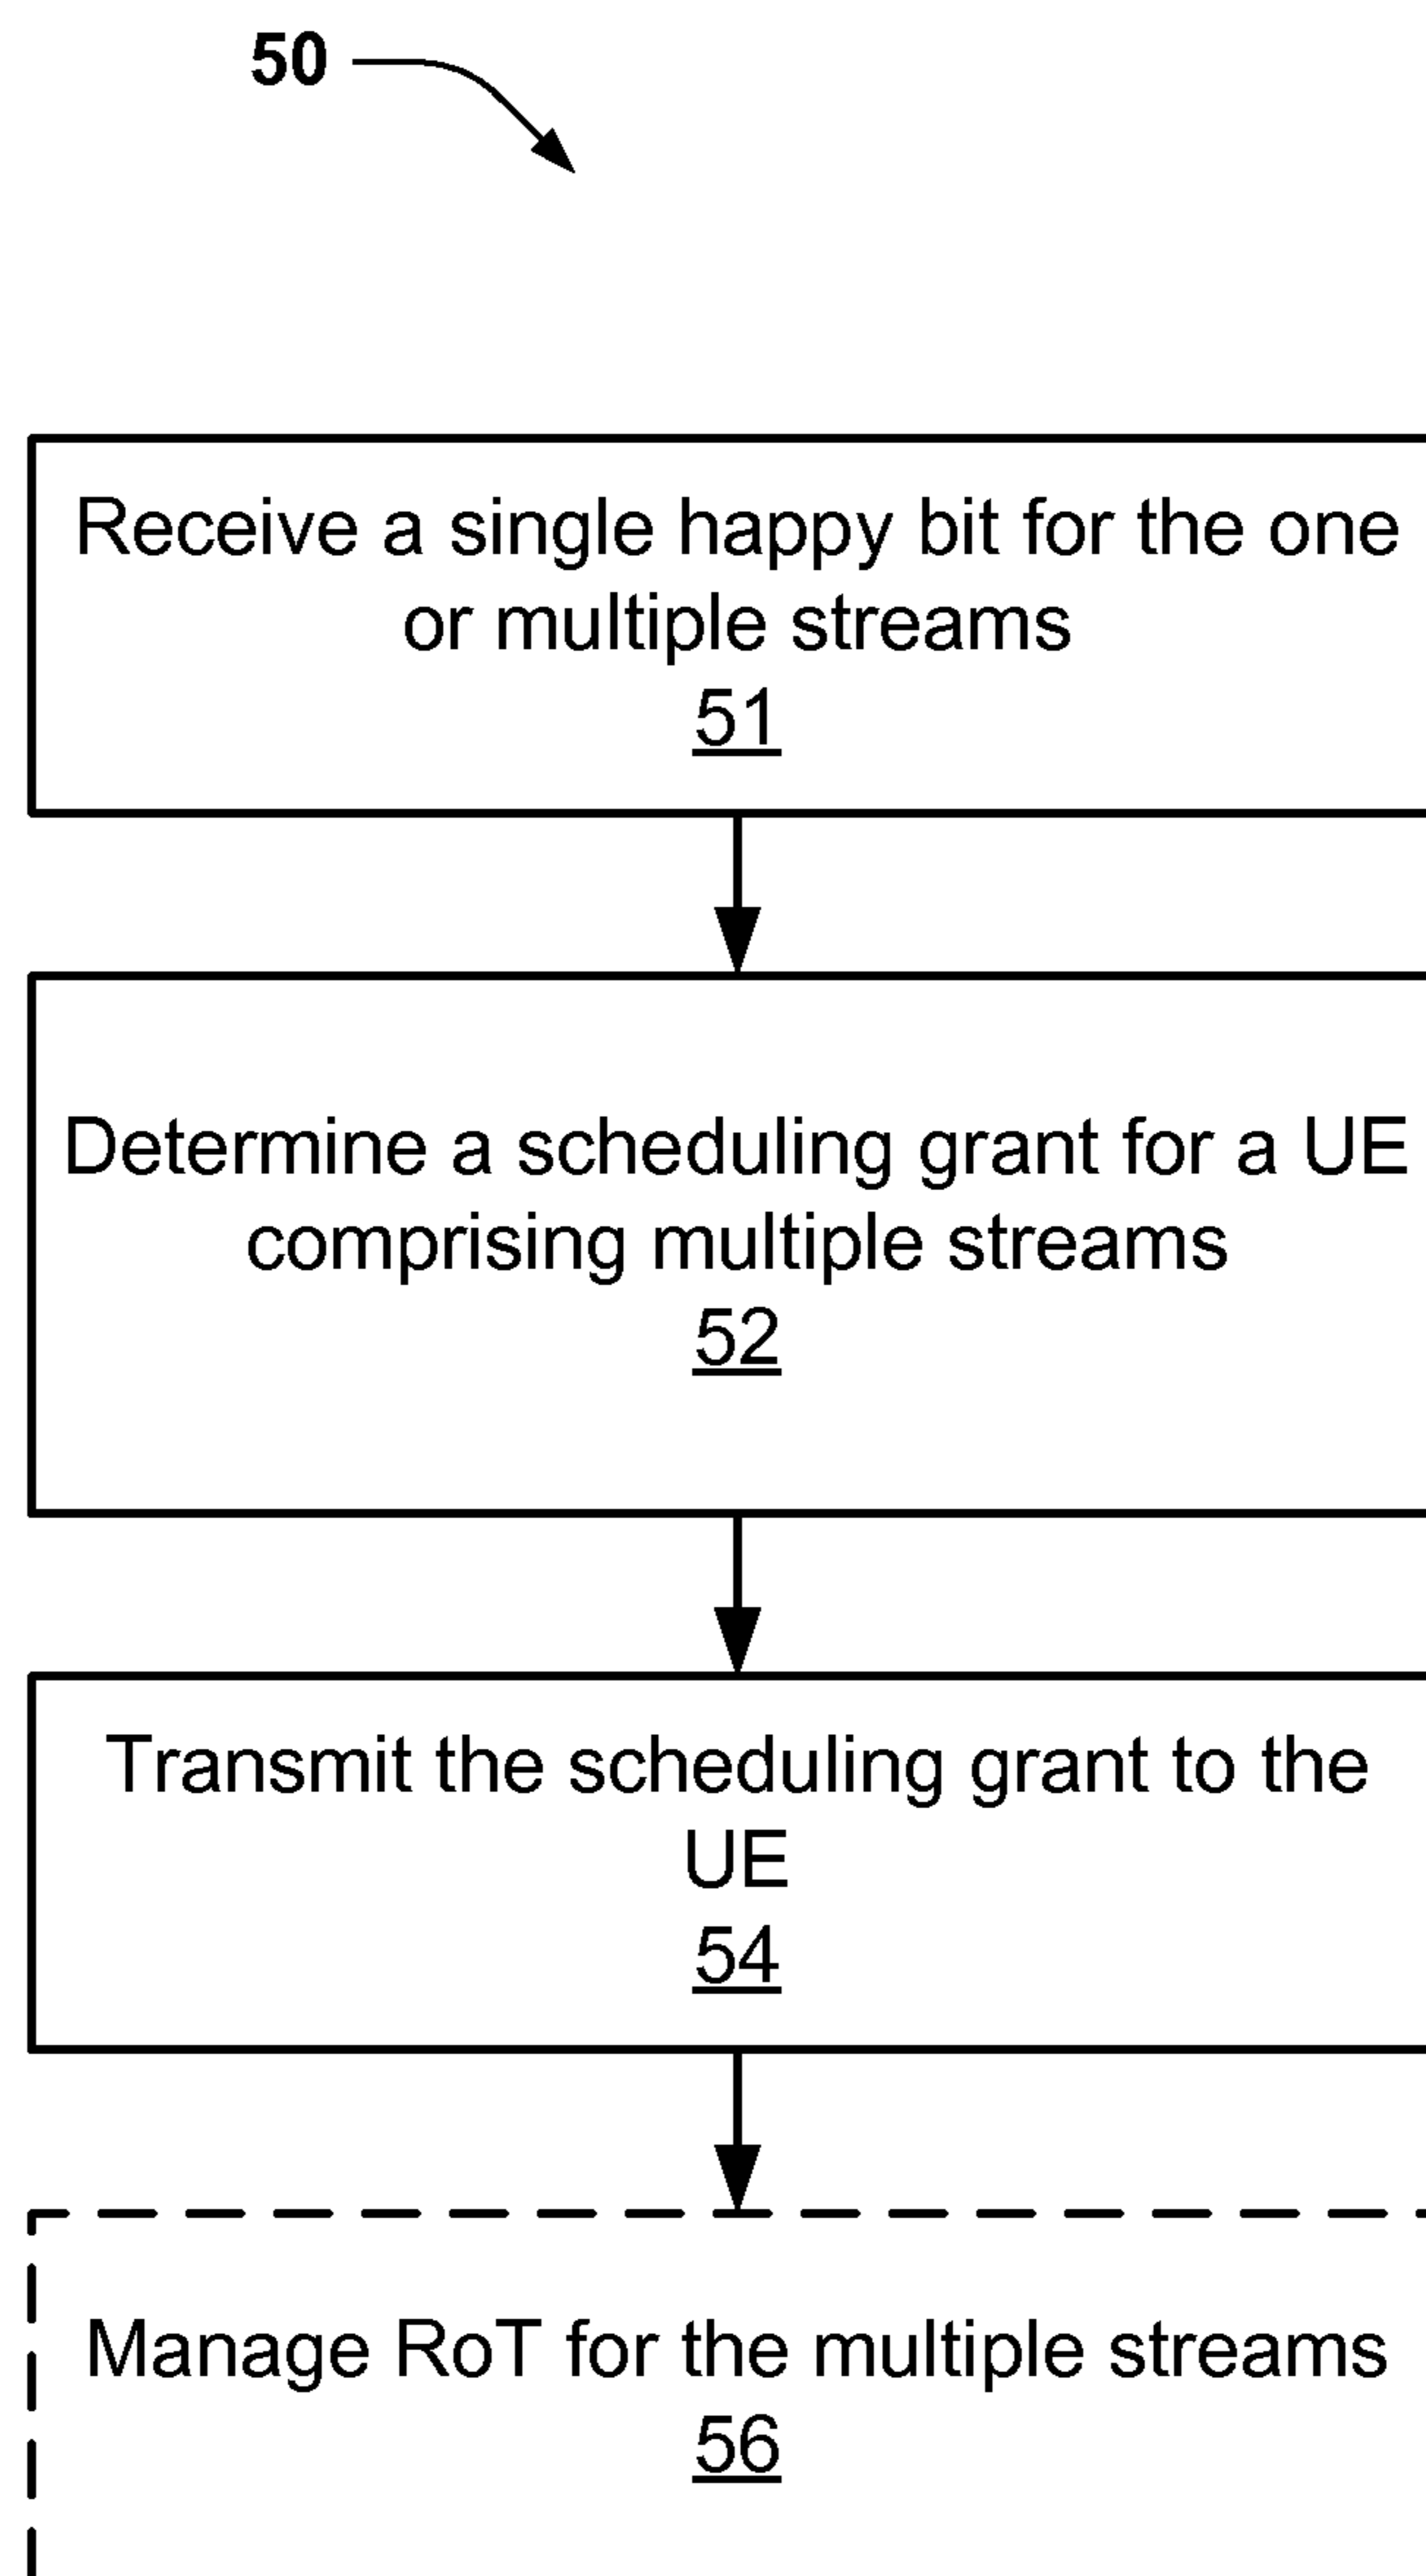 50
Receive a single happy bit for the one
or multiple streams
51
Determine a scheduling grant for a UE
comprising multiple streams
52
Transmit the scheduling grant to the
UE
54
Manage RoT for the multiple streams
56